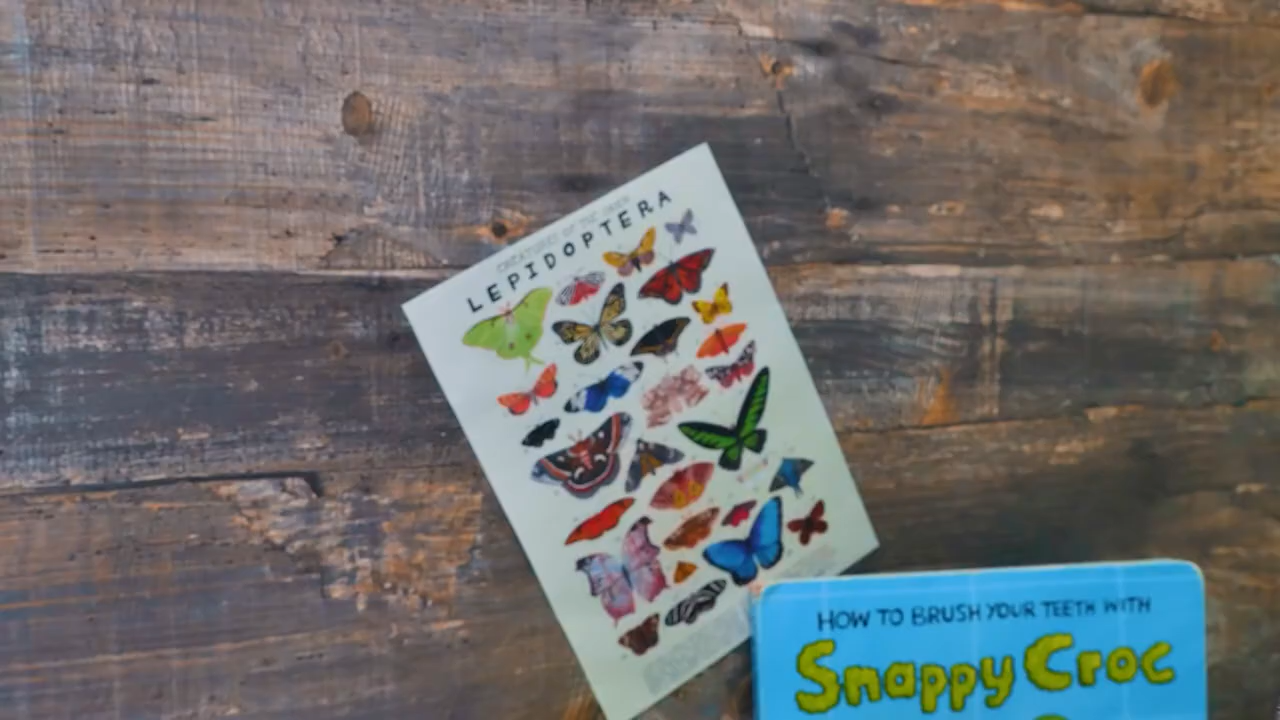 CREATURES OF THE ORDER
LEPIDOPTERA
HOW TO BRUSH YOUR TEETH WITH
Snappy Croc